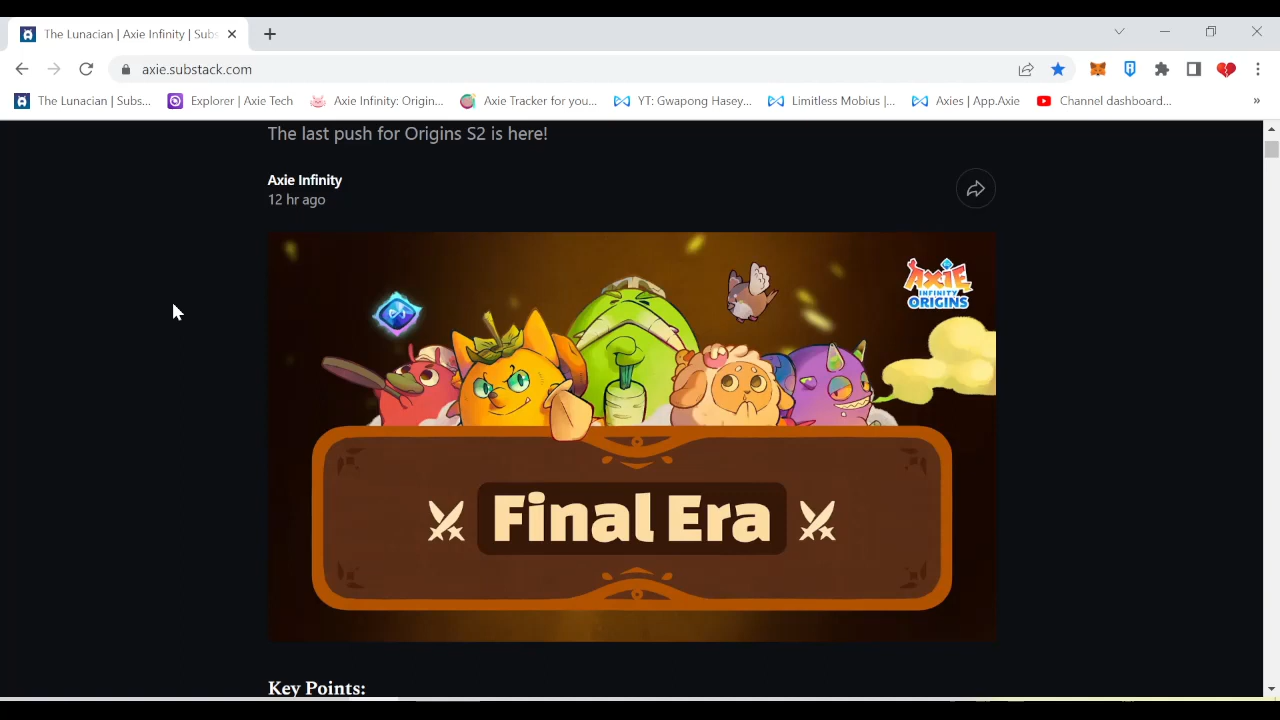 The Lunacian | Axie Infinity | Subs
axie.substack.com
The Lunacian | Subs...
Explorer | Axie Tech
Axie Infinity: Origin...
Axie Tracker for you...
YT: Gwapong Hasey...
Limitless Mobius |...
Axies | App.Axie
Channel dashboard...
»
The last push for Origins S2 is here!
Axie Infinity
12 hr ago
AXIE
INFINITY
ORIGINS
Final Era
Key Points: